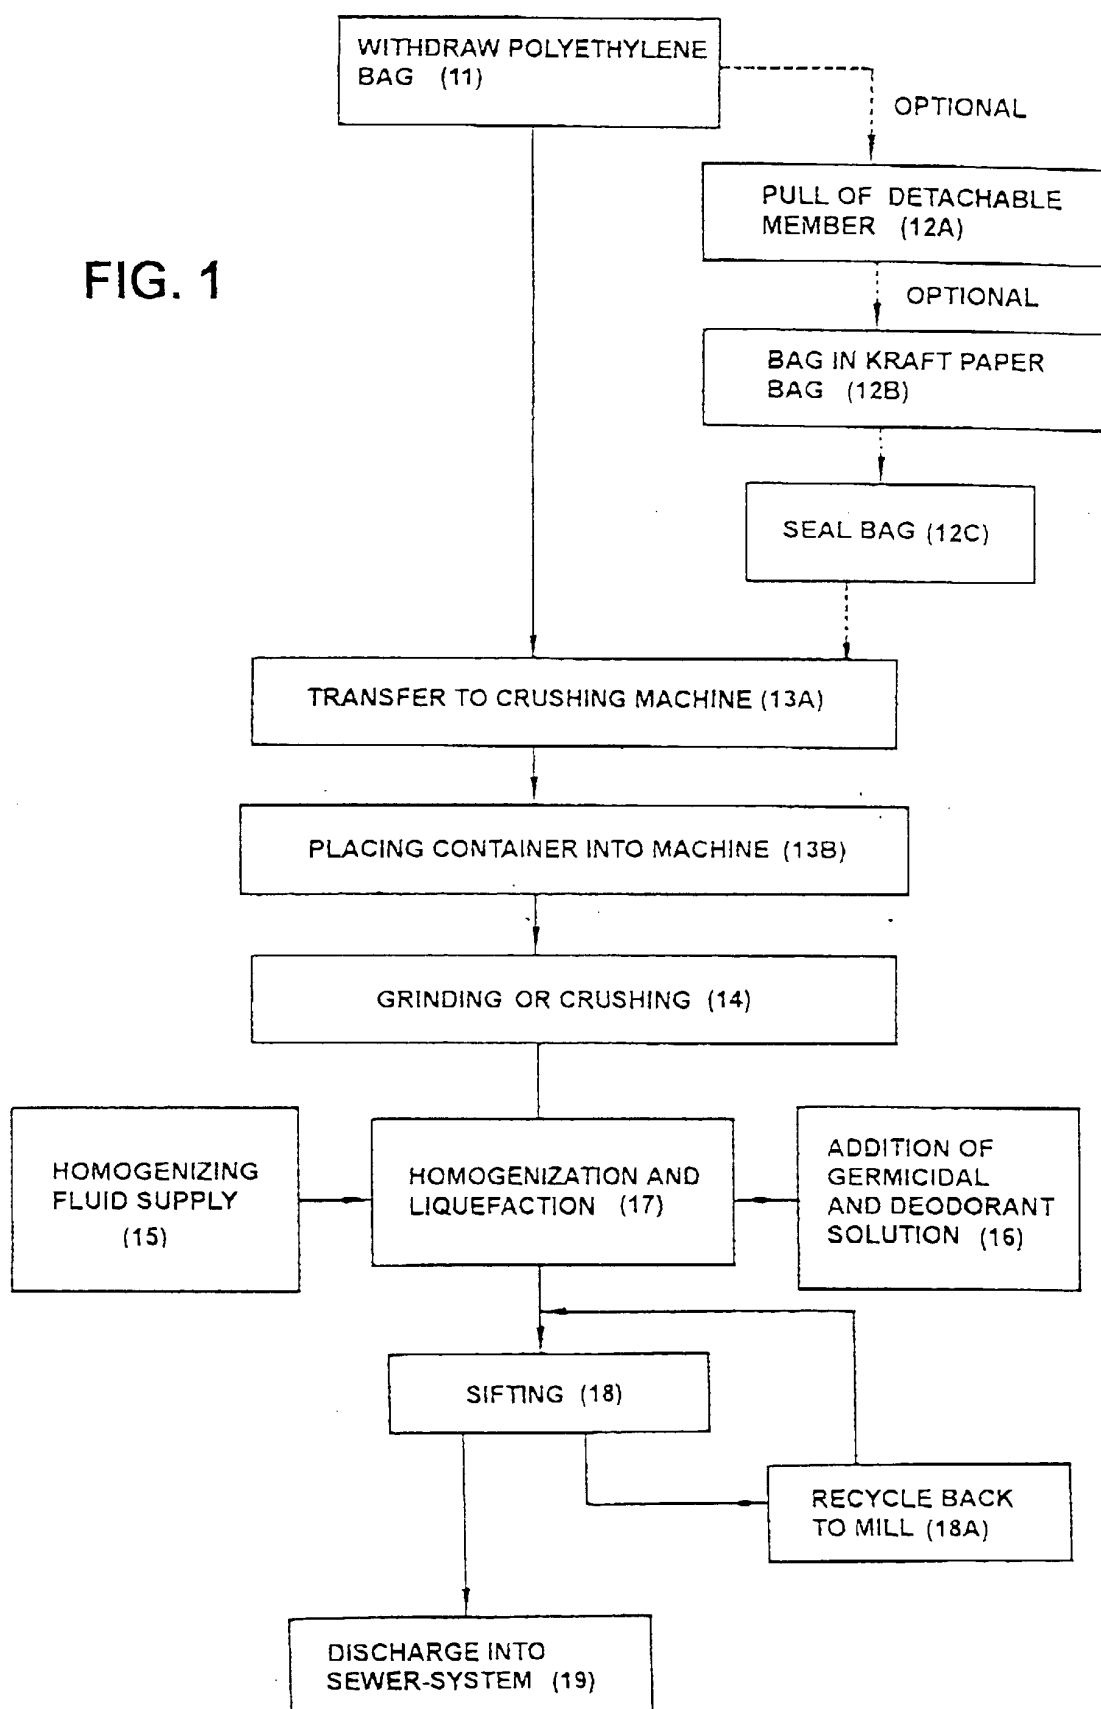 WITHDRAW POLYETHYLENE
BAG (11)
OPTIONAL
PULL OF DETACHABLE
MEMBER (12A)
FIG. 1
OPTIONAL
BAG IN KRAFT PAPER
BAG (12B)
SEAL BAG (12C)
TRANSFER TO CRUSHING MACHINE (13A)
PLACING CONTAINER INTO MACHINE (13B)
GRINDING OR CRUSHING (14)
HOMOGENIZING
FLUID SUPPLY
(15)
HOMOGENIZATION AND
LIQUEFACTION (17)
ADDITION OF
GERMICIDAL
AND DEODORANT
SOLUTION (16)
SIFTING (18)
RECYCLE BACK
TO MILL (18A)
DISCHARGE INTO
SEWER-SYSTEM (19)